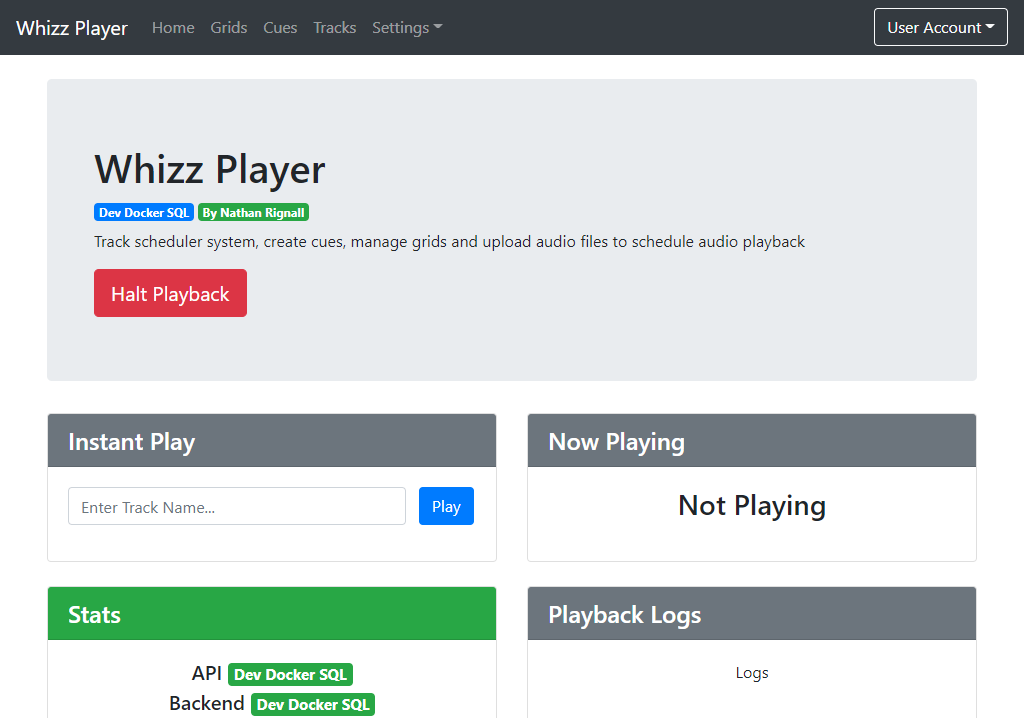 Whizz Player Home Grids Cues Tracks Settings User Account
Whizz Player
Dev Docker SQL By Nathan Rignall
Track scheduler system, create cues, manage grids and upload audio files to schedule audio playback
Halt Playback
Instant Play
Enter Track Name... Play
Now Playing
Not Playing
Stats
API Dev Docker SQL
Backend Dev Docker SQL
Playback Logs
Logs